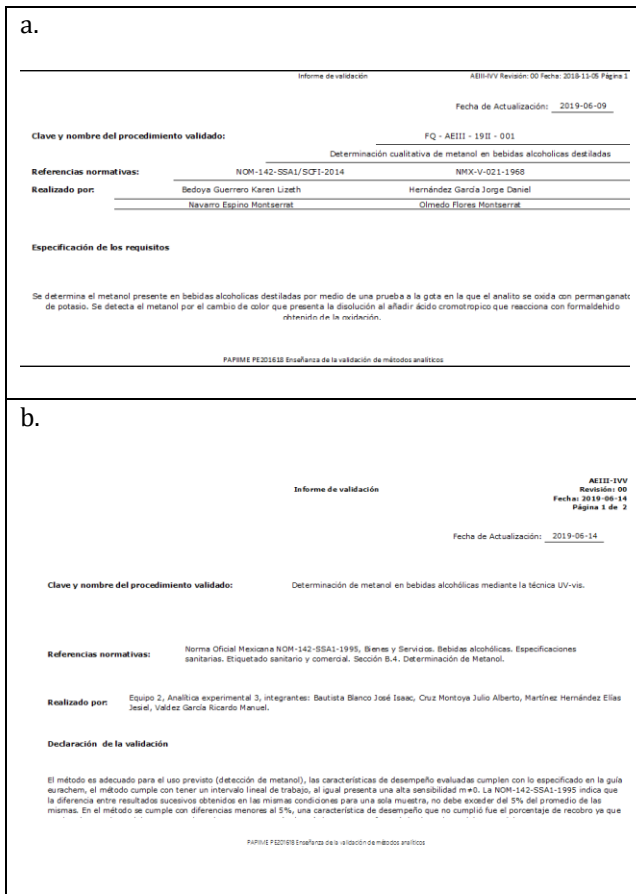 a.
Informe de validación AEIII-IVV Revisión: 00 Fecha: 2018-11-05 Página 1
Fecha de Actualización: 2019-06-09
Clave y nombre del procedimiento validado: FQ - AEIII - 19II - 001
Determinación cualitativa de metanol en bebidas alcoholicas destiladas
Referencias normativas: NOM-142-SSA1/SCFI-2014 NMX-V-021-1968
Realizado por: Bedoya Guerrero Karen Lizeth Hernández García Jorge Daniel
Navarro Espino Montserrat Olmedo Flores Montserrat
Especificación de los requisitos
Se determina el metanol presente en bebidas alcoholicas destiladas por medio de una prueba a la gota en la que el analito se oxida con permanganato
de potasio. Se detecta el metanol por el cambio de color que presenta la disolución al añadir ácido cromotropico que reacciona con formaldehido
obtenido de la oxidación.
PAPIIME PE201618 Enseñanza de la validación de métodos analíticos
b.
Informe de validación
AEIII-IVV
Revisión: 00
Fecha: 2019-06-14
Página 1 de 2
Fecha de Actualización: 2019-06-14
Clave y nombre del procedimiento validado: Determinación de metanol en bebidas alcohólicas mediante la técnica UV-vis.
Referencias normativas: Norma Oficial Mexicana NOM-142-SSA1-1995, Bienes y Servicios. Bebidas alcohólicas. Especificaciones
sanitarias. Etiquetado sanitario y comercial. Sección B.4. Determinación de Metanol.
Realizado por: Equipo 2, Analítica experimental 3, integrantes: Bautista Blanco José Isaac, Cruz Montoya Julio Alberto, Martínez Hernández Elías
Jesiel, Valdez García Ricardo Manuel.
Declaración de la validación
El método es adecuado para el uso previsto (detección de metanol), las características de desempeño evaluadas cumplen con lo especificado en la guía
eurachem, el método cumple con tener un intervalo lineal de trabajo, al igual presenta una alta sensibilidad m≠0. La NOM-142-SSA1-1995 indica que
la diferencia entre resultados sucesivos obtenidos en las mismas condiciones para una sola muestra, no debe exceder del 5% del promedio de las
mismas. En el método se cumple con diferencias menores al 5%, una característica de desempeño que no cumplió fue el porcentaje de recobro ya que
PAPIIME PE201618 Enseñanza de la validación de métodos analíticos